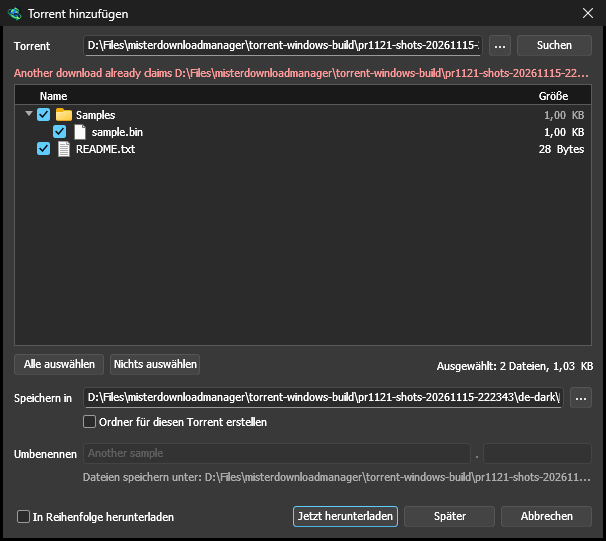 Torrent hinzufügen
Torrent D:\Files\misterdownloadmanager\torrent-windows-build\pr1121-shots-20261115-2 ... Suchen
Another download already claims D:\Files\misterdownloadmanager\torrent-windows-build\pr1121-shots-20261115-22...
Name Größe
Samples 1,00 KB
sample.bin 1,00 KB
README.txt 28 Bytes
Alle auswählen Nichts auswählen Ausgewählt: 2 Dateien, 1,03 KB
Speichern in D:\Files\misterdownloadmanager\torrent-windows-build\pr1121-shots-20261115-222343\de-dark\ ...
Ordner für diesen Torrent erstellen
Umbenennen Another sample .
Dateien speichern unter: D:\Files\misterdownloadmanager\torrent-windows-build\pr1121-shots-202611...
In Reihenfolge herunterladen Jetzt herunterladen Später Abbrechen